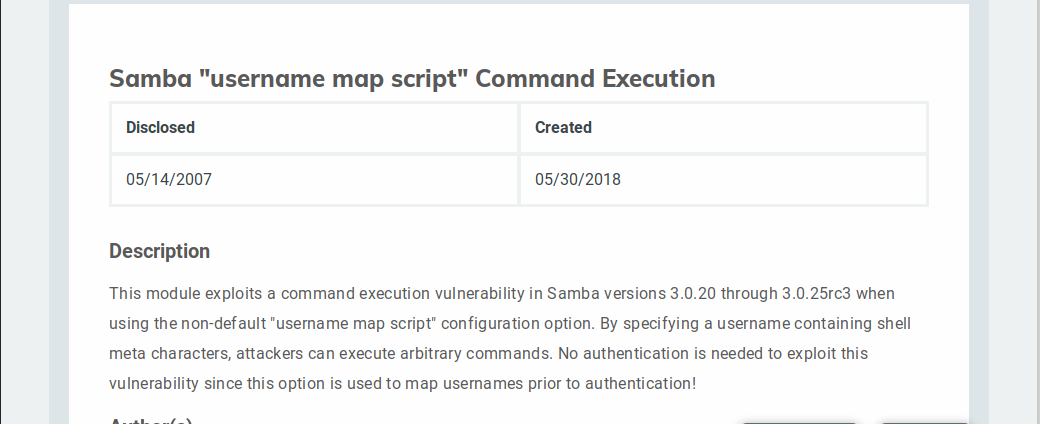 Samba "username map script" Command Execution
Disclosed
Created
05/14/2007
05/30/2018
Description
This module exploits a command execution vulnerability in Samba versions 3.0.20 through 3.0.25rc3 when
using the non-default "username map script" configuration option. By specifying a username containing shell
meta characters, attackers can execute arbitrary commands. No authentication is needed to exploit this
vulnerability since this option is used to map usernames prior to authentication!
Author(s)